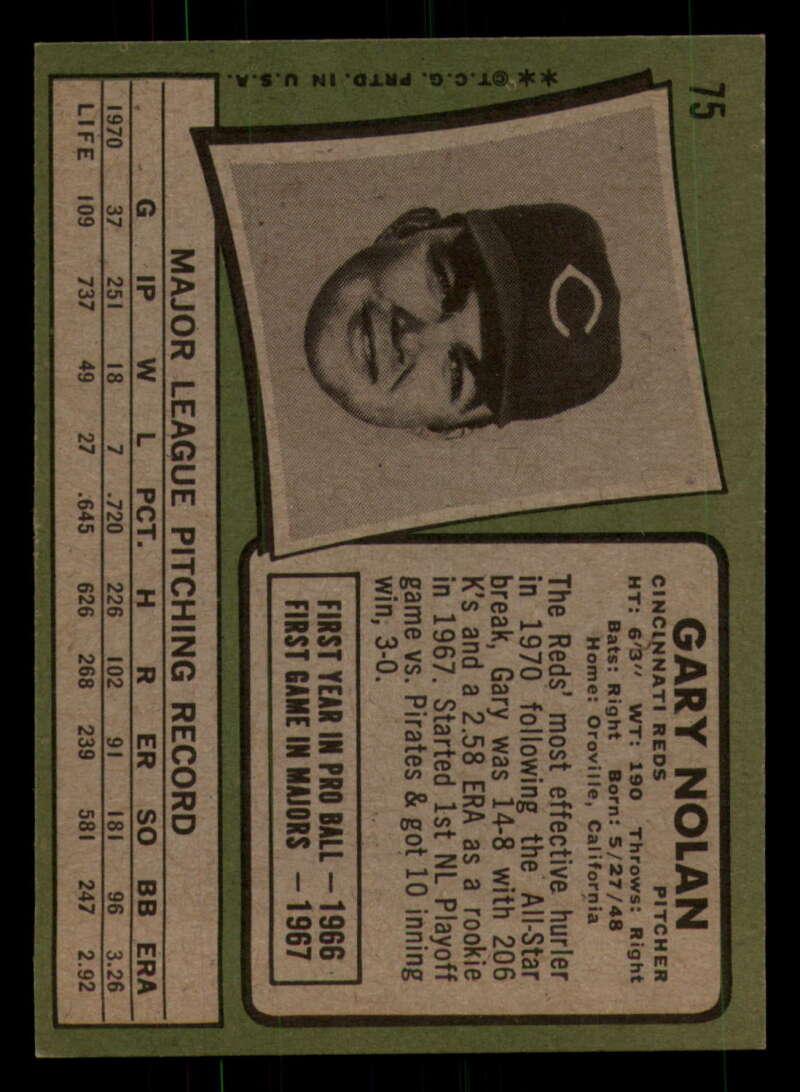 75
**©T.C.G. PRTD. IN U.S.A.
C
GARY NOLAN
CINCINNATI REDS PITCHER
HT: 6'3" WT: 190 Throws: Right
Bats: Right Born: 5/27/48
Home: Oroville, California
The Reds' most effective hurler
in 1970 following the All-Star
break, Gary was 14-8 with 206
K's and a 2.58 ERA as a rookie
in 1967. Started 1st NL Playoff
game vs. Pirates & got 10 inning
win, 3-0.
FIRST YEAR IN PRO BALL — 1966
FIRST GAME IN MAJORS — 1967
MAJOR LEAGUE PITCHING RECORD
G IP W L PCT. H R ER SO BB ERA
1970 37 251 18 7 .720 226 102 91 181 96 3.26
LIFE 109 737 49 27 .645 626 268 239 581 247 2.92